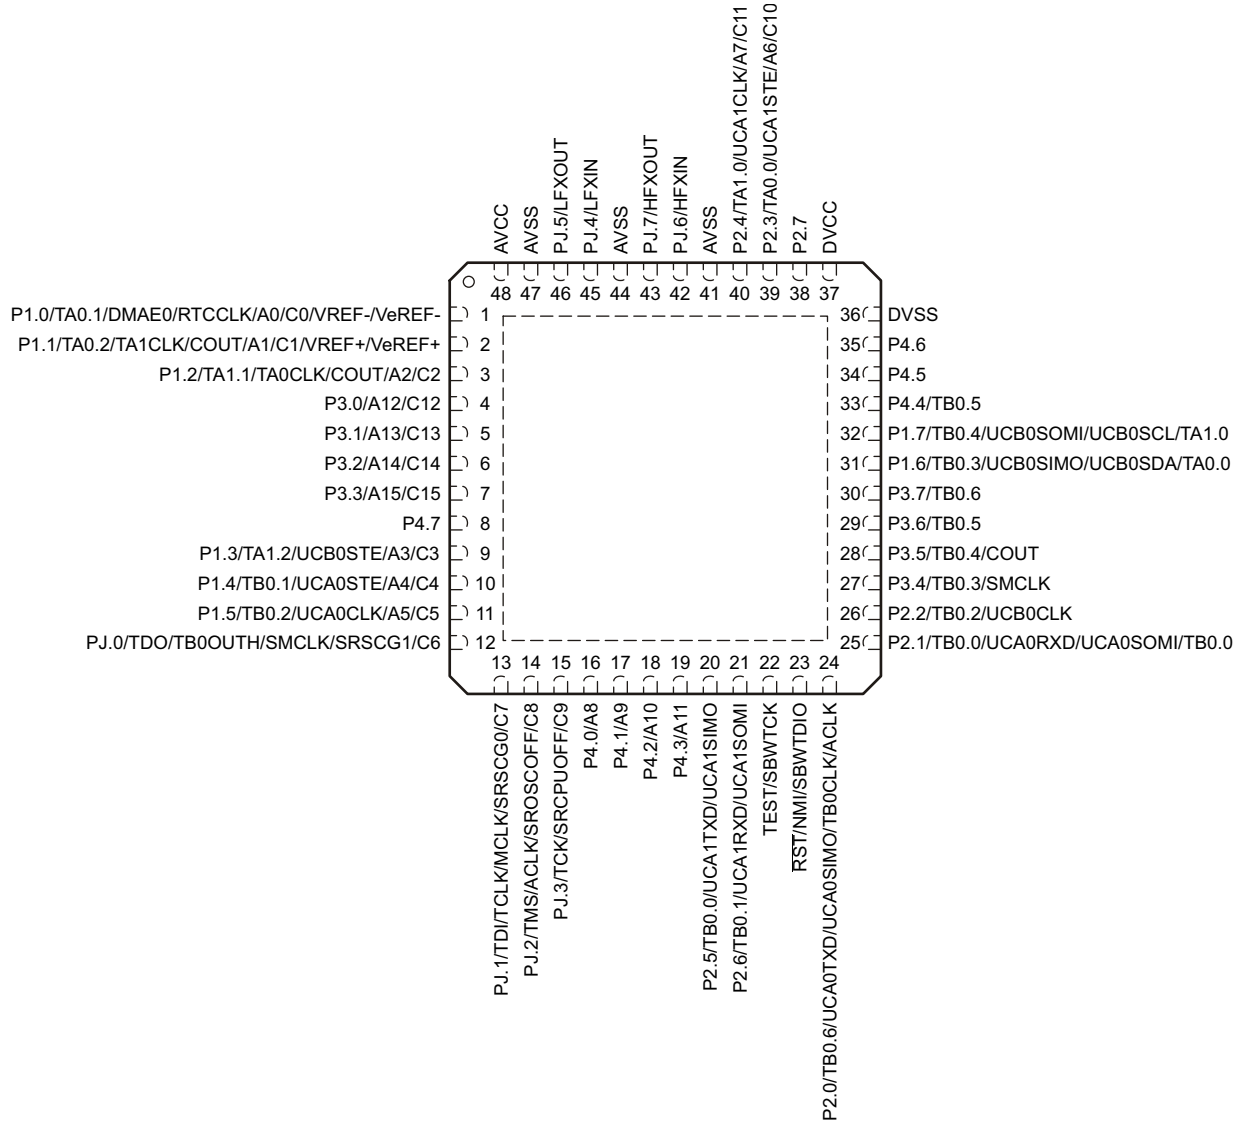 P2.4/TA1.0/UCA1CLK/A7/C11
P2.3/TA0.0/UCA1STE/A6/C10
AVCC
AVSS
PJ.5/LFXOUT
PJ.4/LFXIN
AVSS
PJ.7/HFXOUT
PJ.6/HFXIN
AVSS
P2.7
DVCC
48 47 46 45 44 43 42 41 40 39 38 37
P1.0/TA0.1/DMAE0/RTCCLK/A0/C0/VREF-/VeREF- 1
P1.1/TA0.2/TA1CLK/COUT/A1/C1/VREF+/VeREF+ 2
P1.2/TA1.1/TA0CLK/COUT/A2/C2 3
P3.0/A12/C12 4
P3.1/A13/C13 5
P3.2/A14/C14 6
P3.3/A15/C15 7
P4.7 8
P1.3/TA1.2/UCB0STE/A3/C3 9
P1.4/TB0.1/UCA0STE/A4/C4 10
P1.5/TB0.2/UCA0CLK/A5/C5 11
PJ.0/TDO/TB0OUTH/SMCLK/SRSCG1/C6 12
36 DVSS
35 P4.6
34 P4.5
33 P4.4/TB0.5
32 P1.7/TB0.4/UCB0SOMI/UCB0SCL/TA1.0
31 P1.6/TB0.3/UCB0SIMO/UCB0SDA/TA0.0
30 P3.7/TB0.6
29 P3.6/TB0.5
28 P3.5/TB0.4/COUT
27 P3.4/TB0.3/SMCLK
26 P2.2/TB0.2/UCB0CLK
25 P2.1/TB0.0/UCA0RXD/UCA0SOMI/TB0.0
13 14 15 16 17 18 19 20 21 22 23 24
PJ.1/TDI/TCLK/MCLK/SRSCG0/C7
PJ.2/TMS/ACLK/SROSCOFF/C8
PJ.3/TCK/SRCPUOFF/C9
P4.0/A8
P4.1/A9
P4.2/A10
P4.3/A11
P2.5/TB0.0/UCA1TXD/UCA1SIMO
P2.6/TB0.1/UCA1RXD/UCA1SOMI
TEST/SBWTCK
RST/NMI/SBWTDIO
P2.0/TB0.6/UCA0TXD/UCA0SIMO/TB0CLK/ACLK